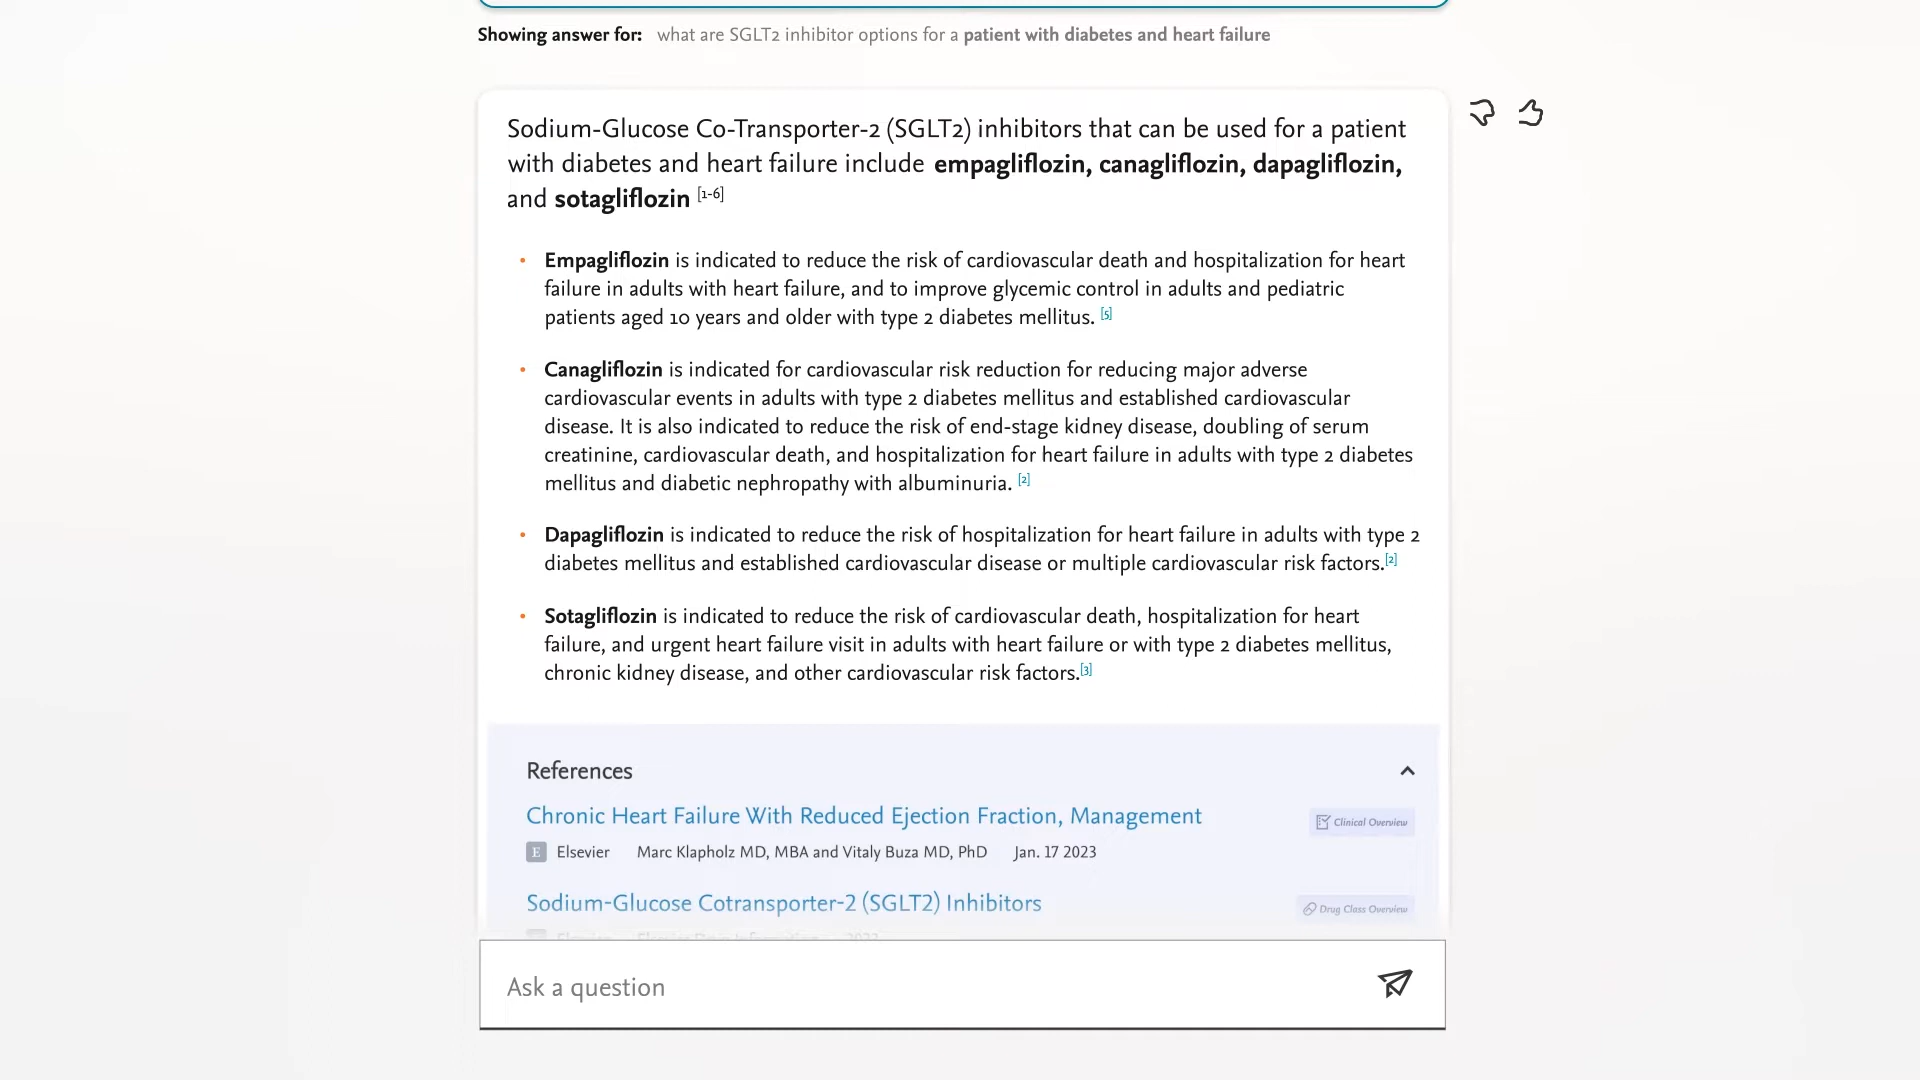 Showing answer for: what are SGLT2 inhibitor options for a patient with diabetes and heart failure
Sodium-Glucose Co-Transporter-2 (SGLT2) inhibitors that can be used for a patient
with diabetes and heart failure include empagliflozin, canagliflozin, dapagliflozin,
and sotagliflozin [1-6]
• Empagliflozin is indicated to reduce the risk of cardiovascular death and hospitalization for heart
failure in adults with heart failure, and to improve glycemic control in adults and pediatric
patients aged 10 years and older with type 2 diabetes mellitus. [5]
• Canagliflozin is indicated for cardiovascular risk reduction for reducing major adverse
cardiovascular events in adults with type 2 diabetes mellitus and established cardiovascular
disease. It is also indicated to reduce the risk of end-stage kidney disease, doubling of serum
creatinine, cardiovascular death, and hospitalization for heart failure in adults with type 2 diabetes
mellitus and diabetic nephropathy with albuminuria. [2]
• Dapagliflozin is indicated to reduce the risk of hospitalization for heart failure in adults with type 2
diabetes mellitus and established cardiovascular disease or multiple cardiovascular risk factors.[2]
• Sotagliflozin is indicated to reduce the risk of cardiovascular death, hospitalization for heart
failure, and urgent heart failure visit in adults with heart failure or with type 2 diabetes mellitus,
chronic kidney disease, and other cardiovascular risk factors.[3]
References
Chronic Heart Failure With Reduced Ejection Fraction, Management
Clinical Overview
E Elsevier Marc Klapholz MD, MBA and Vitaly Buza MD, PhD Jan. 17 2023
Sodium-Glucose Cotransporter-2 (SGLT2) Inhibitors
Drug Class Overview
Ask a question